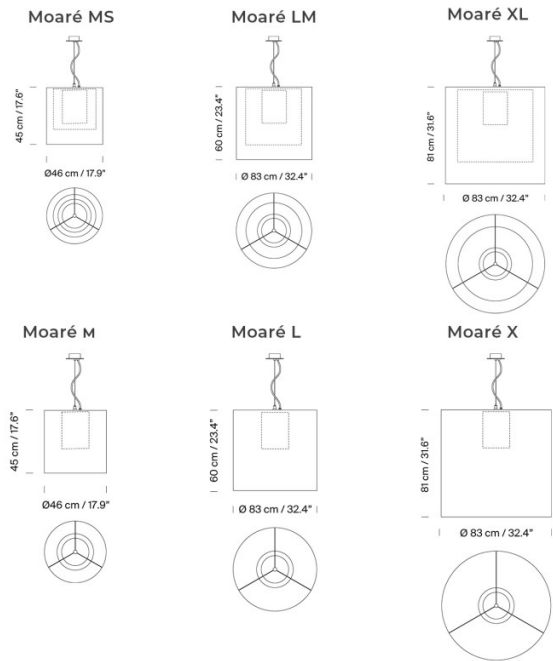 Moaré MS
Moaré LM
Moaré XL
45 cm / 17.6"
60 cm / 23.4"
81 cm / 31.6"
Ø46 cm / 17.9"
Ø 83 cm / 32.4"
Ø 83 cm / 32.4"
Moaré M
Moaré L
Moaré X
45 cm / 17.6"
60 cm / 23.4"
81 cm / 31.6"
Ø46 cm / 17.9"
Ø 83 cm / 32.4"
Ø 83 cm / 32.4"